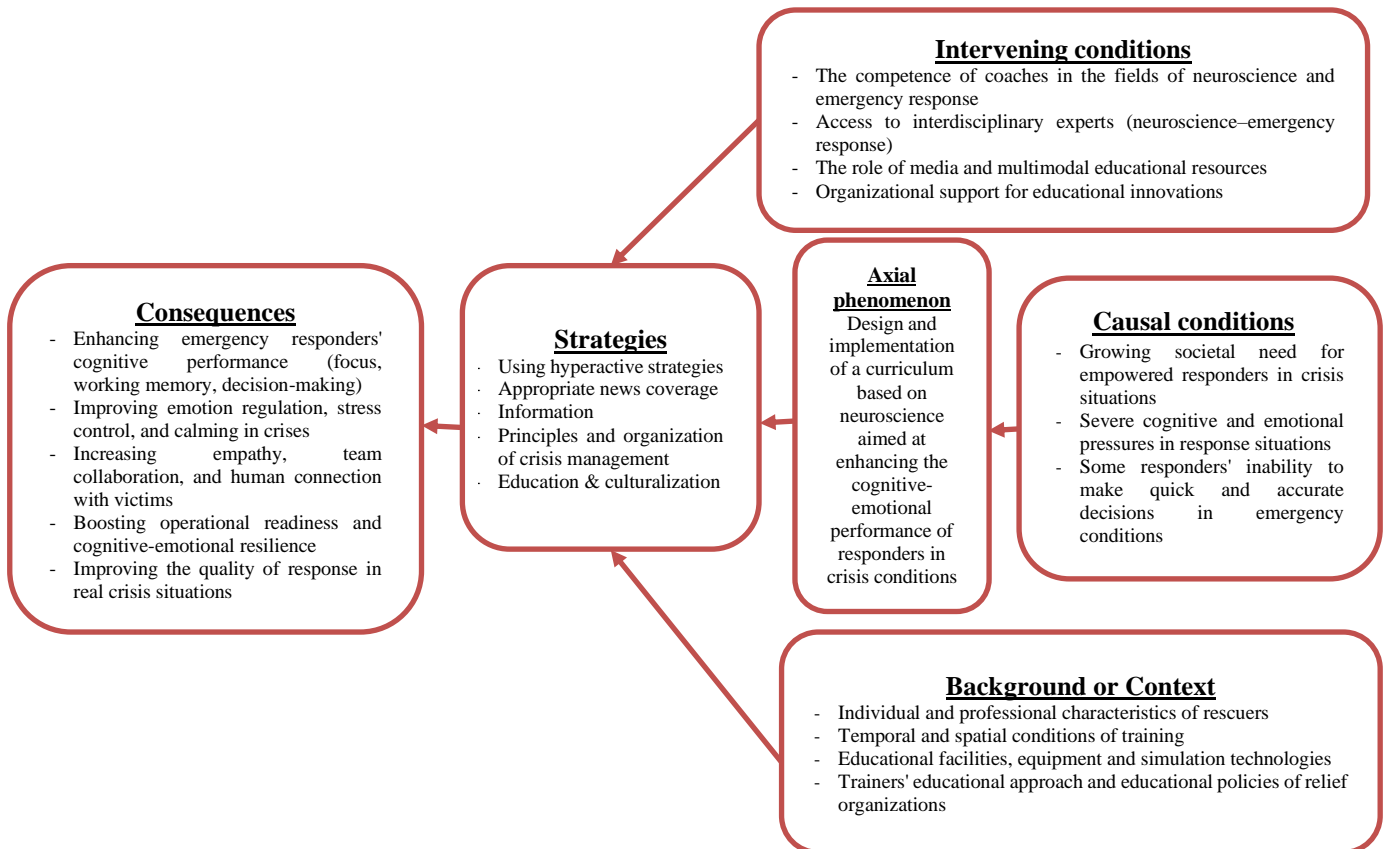 Intervening conditions
- The competence of coaches in the fields of neuroscience and
emergency response
- Access to interdisciplinary experts (neuroscience–emergency
response)
- The role of media and multimodal educational resources
- Organizational support for educational innovations
Consequences
- Enhancing emergency responders'
cognitive performance (focus,
working memory, decision-making)
- Improving emotion regulation, stress
control, and calming in crises
- Increasing empathy, team
collaboration, and human connection
with victims
- Boosting operational readiness and
cognitive-emotional resilience
- Improving the quality of response in
real crisis situations
Strategies
· Using hyperactive strategies
· Appropriate news coverage
· Information
· Principles and organization
of crisis management
· Education & culturalization
Axial
phenomenon
Design and
implementation
of a curriculum
based on
neuroscience
aimed at
enhancing the
cognitive-
emotional
performance of
responders in
crisis conditions
Causal conditions
- Growing societal need for
empowered responders in crisis
situations
- Severe cognitive and emotional
pressures in response situations
- Some responders' inability to
make quick and accurate
decisions in emergency
conditions
Background or Context
- Individual and professional characteristics of rescuers
- Temporal and spatial conditions of training
- Educational facilities, equipment and simulation technologies
- Trainers' educational approach and educational policies of relief
organizations